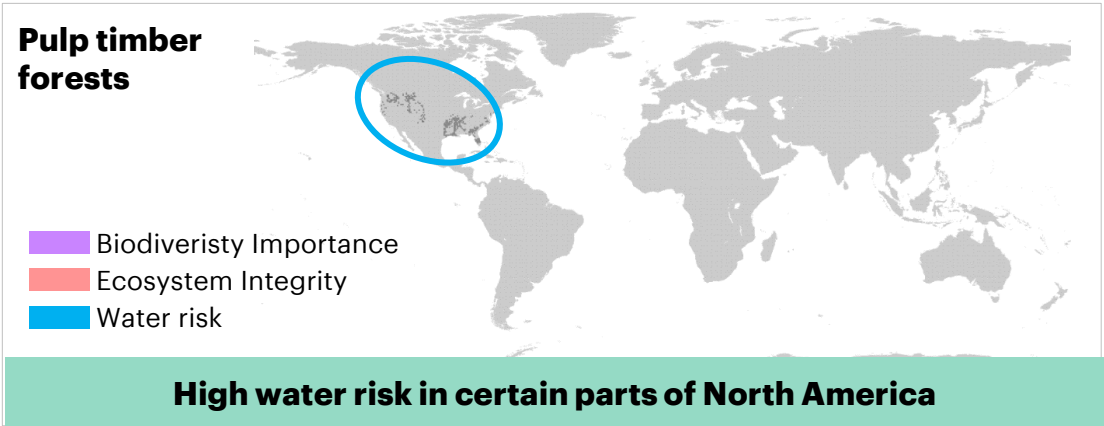 Pulp timber
forests
Biodiveristy Importance
Ecosystem Integrity
Water risk
High water risk in certain parts of North America